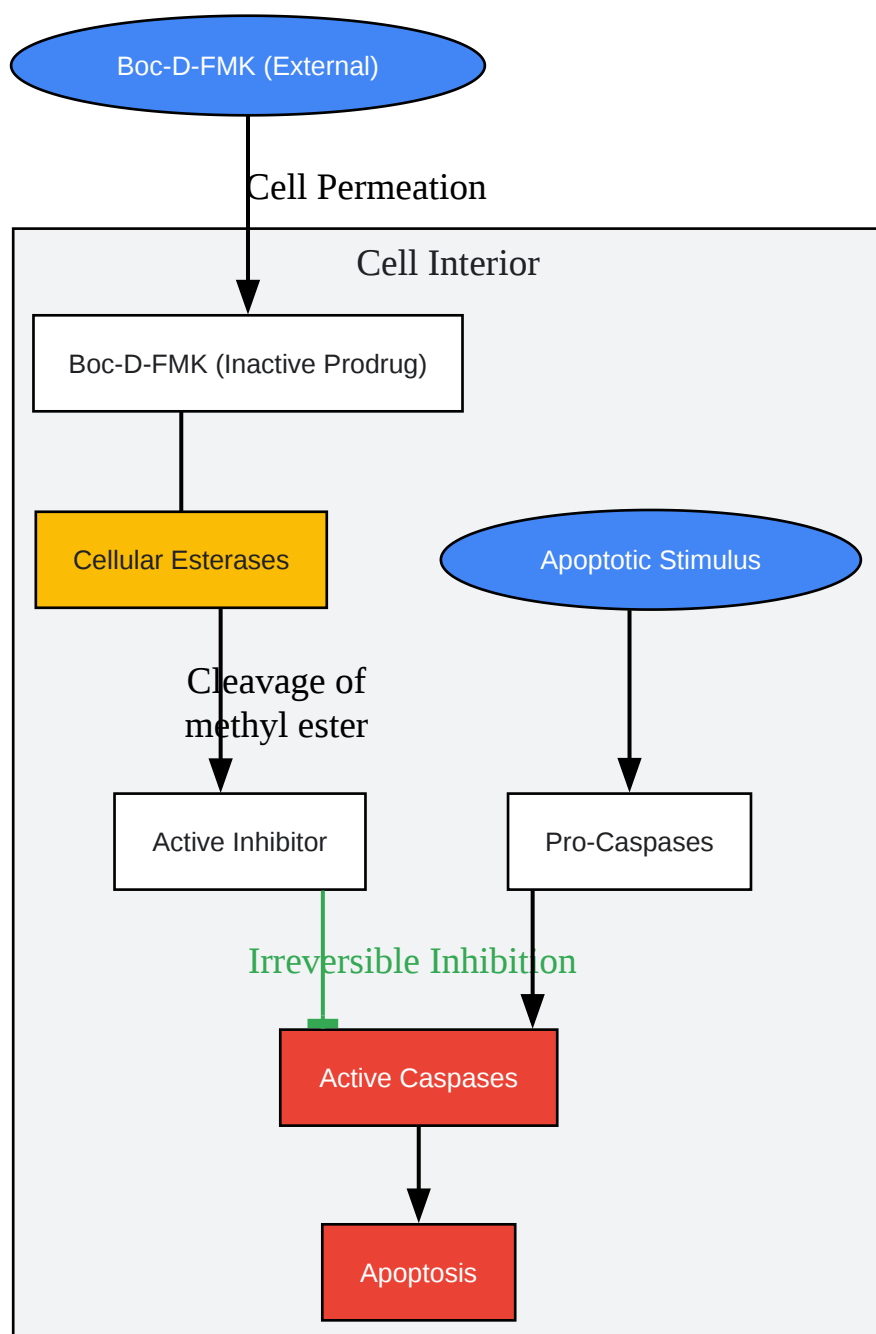 Boc-D-FMK (External)
Cell Permeation
Cell Interior
Boc-D-FMK (Inactive Prodrug)
Cellular Esterases
Apoptotic Stimulus
Cleavage of
methyl ester
Active Inhibitor
Pro-Caspases
Irreversible Inhibition
Active Caspases
Apoptosis